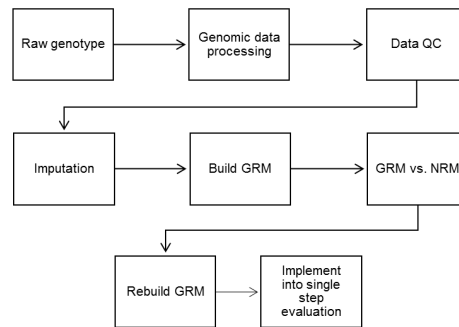 Raw genotype
Genomic data
processing
Data QC
Imputation
Build GRM
GRM vs. NRM
Rebuild GRM
Implement
into single
step
evaluation